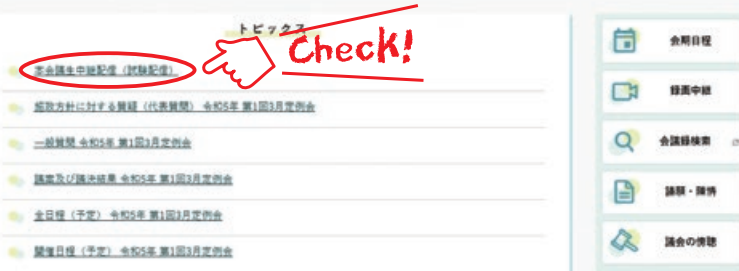 トピックス
Check!
本会議生中継配信（試験配信）
施政方針に対する質疑（代表質問） 令和5年 第1回3月定例会
一般質問 令和5年 第1回3月定例会
議案及び議決結果 令和5年 第1回3月定例会
全日程（予定） 令和5年 第1回3月定例会
開催日程（予定） 令和5年 第1回3月定例会
会期日程
録画中継
会議録検索
請願・陳情
議会の傍聴